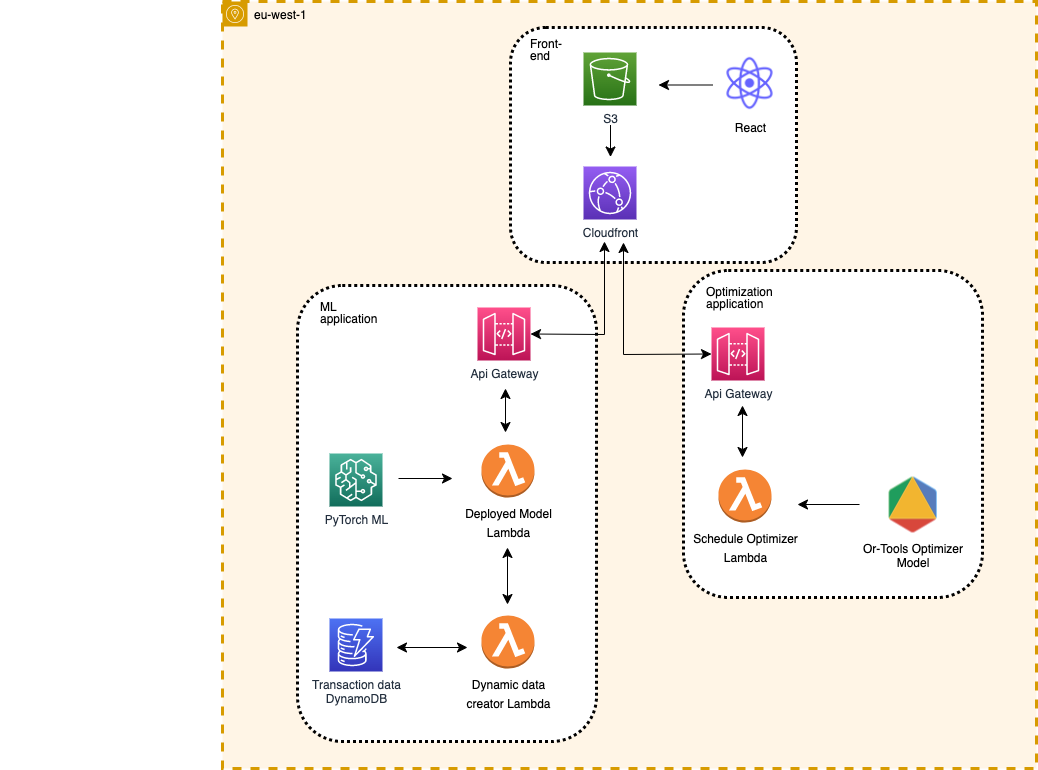 eu-west-1
Front-
end
S3
React
Cloudfront
ML
application
Api Gateway
PyTorch ML
Deployed Model
Lambda
Transaction data
DynamoDB
Dynamic data
creator Lambda
Optimization
application
Api Gateway
Schedule Optimizer
Lambda
Or-Tools Optimizer
Model